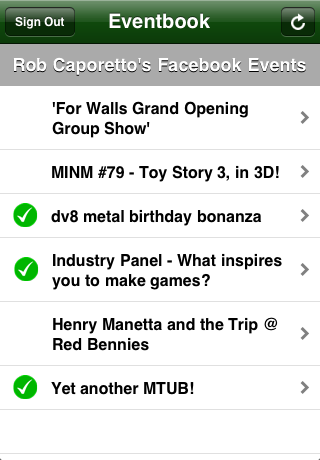 Sign Out
Eventbook
Rob Caporetto's Facebook Events
'For Walls Grand Opening
Group Show'
MINM #79 - Toy Story 3, in 3D!
dv8 metal birthday bonanza
Industry Panel - What inspires
you to make games?
Henry Manetta and the Trip @
Red Bennies
Yet another MTUB!